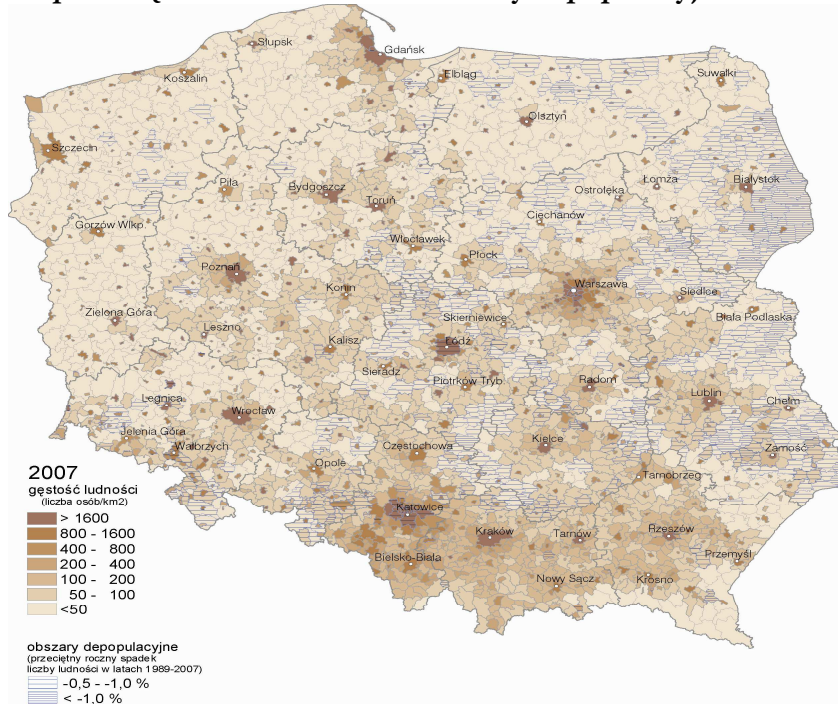 Słupsk
Gdańsk
Koszalin
Elbląg
Suwałki
Olsztyn
Szczecin
Piła
Bydgoszcz
Toruń
Ostrołęka
Łomża
Białystok
Gorzów Wlkp.
Włocławek
Ciechanów
Płock
Poznań
Konin
Warszawa
Siedlce
Zielona Góra
Leszno
Kalisz
Skierniewice
Łódź
Biała Podlaska
Sieradz
Piotrków Tryb
Radom
Lublin
Chełm
Legnica
Wrocław
Jelenia Góra
Wałbrzych
Częstochowa
Kielce
Zamość
Opole
Tarnobrzeg
Katowice
Kraków
Tarnów
Rzeszów
Bielsko-Biała
Przemyśl
Nowy Sącz
Krosno
2007
gęstość ludności
(liczba osób/km2)
> 1600
800 - 1600
400 - 800
200 - 400
100 - 200
50 - 100
<50
obszary depopulacyjne
(przeciętny roczny spadek
liczby ludności w latach 1989-2007)
-0,5 - -1,0 %
< -1,0 %